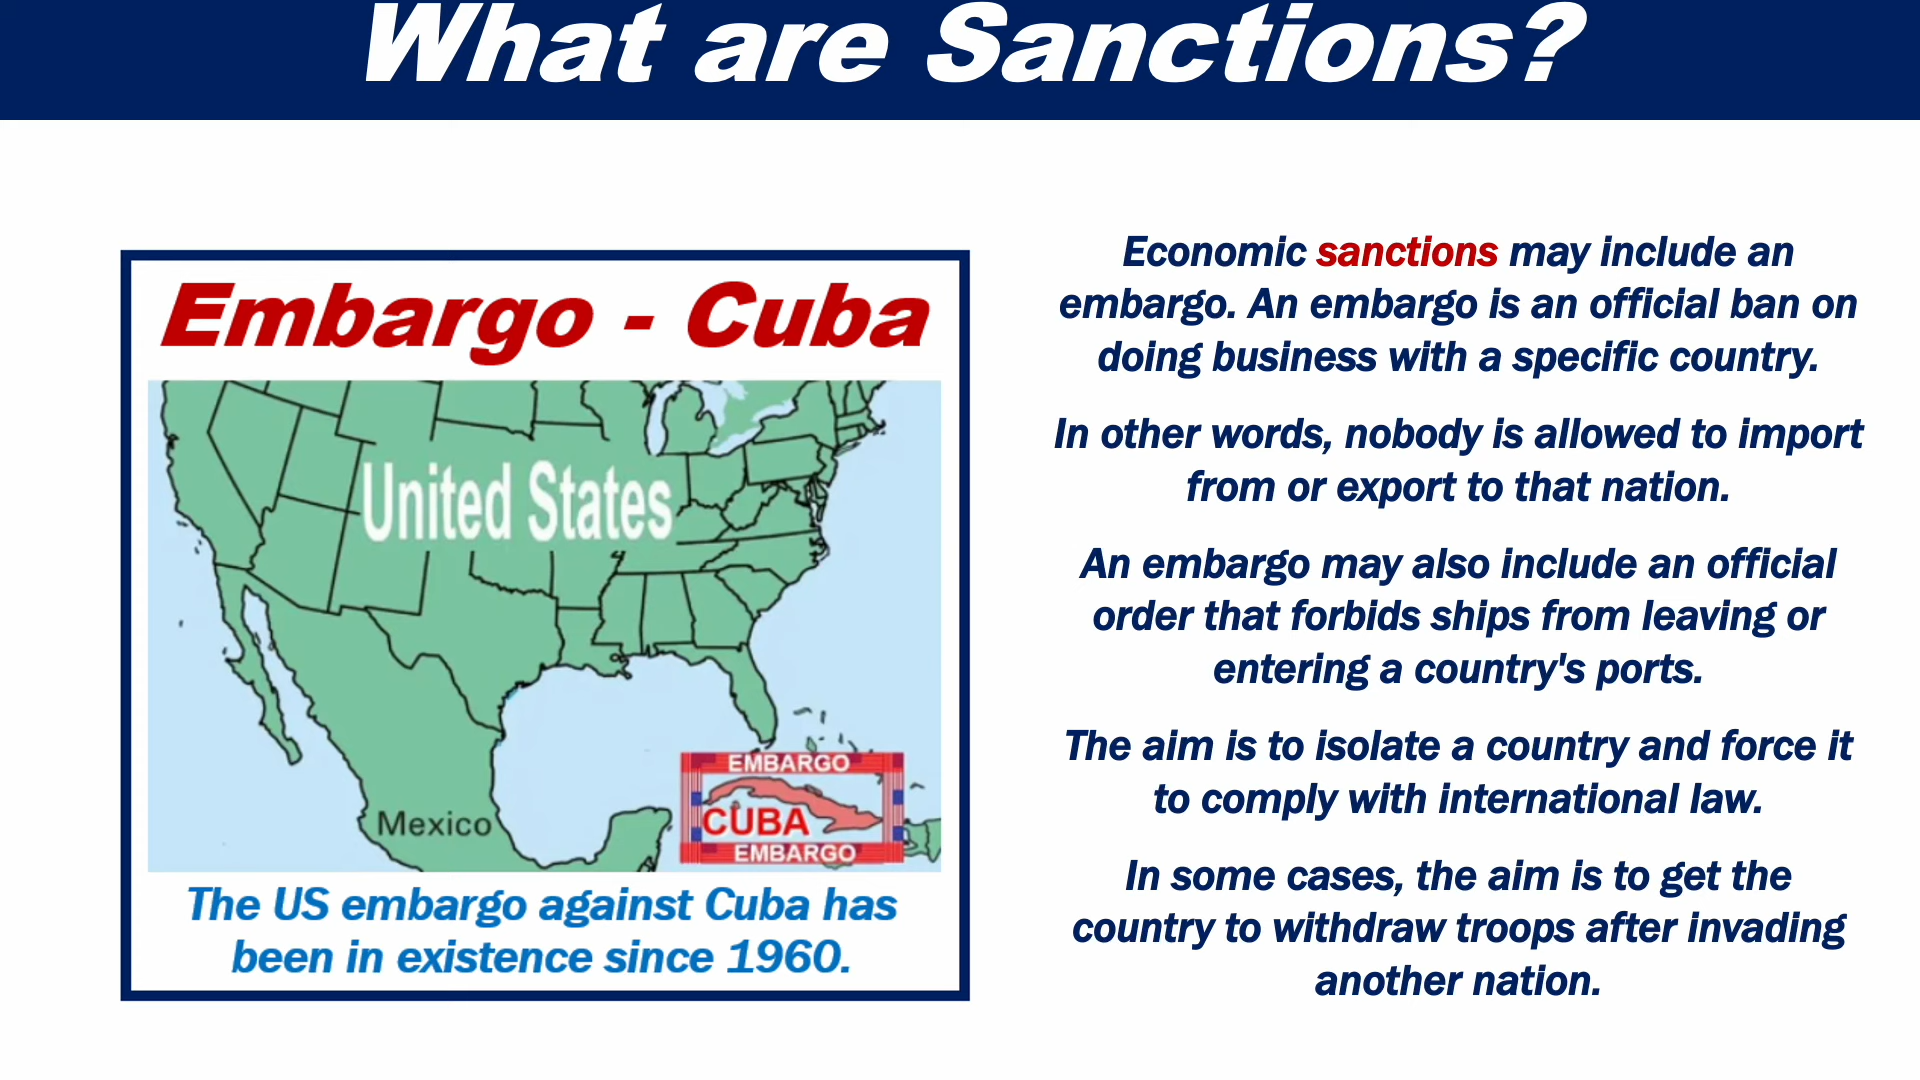 What are Sanctions?
Embargo - Cuba
United States
Mexico
EMBARGO
CUBA
EMBARGO
The US embargo against Cuba has
been in existence since 1960.
Economic sanctions may include an
embargo. An embargo is an official ban on
doing business with a specific country.
In other words, nobody is allowed to import
from or export to that nation.
An embargo may also include an official
order that forbids ships from leaving or
entering a country's ports.
The aim is to isolate a country and force it
to comply with international law.
In some cases, the aim is to get the
country to withdraw troops after invading
another nation.